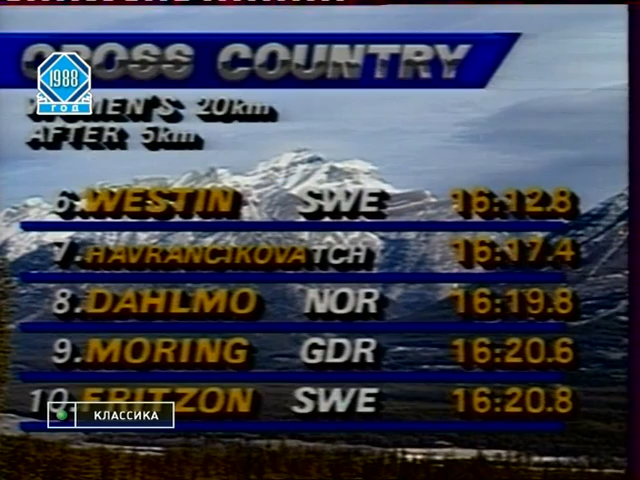 CROSS COUNTRY
1988
ГОД
WOMEN'S 20km
AFTER 5km
6. WESTIN SWE 16:12.8
7. HAVRANCIKOVA TCH 16:17.4
8. DAHLMO NOR 16:19.8
9. MORING GDR 16:20.6
10. FRITZON SWE 16:20.8
КЛАССИКА